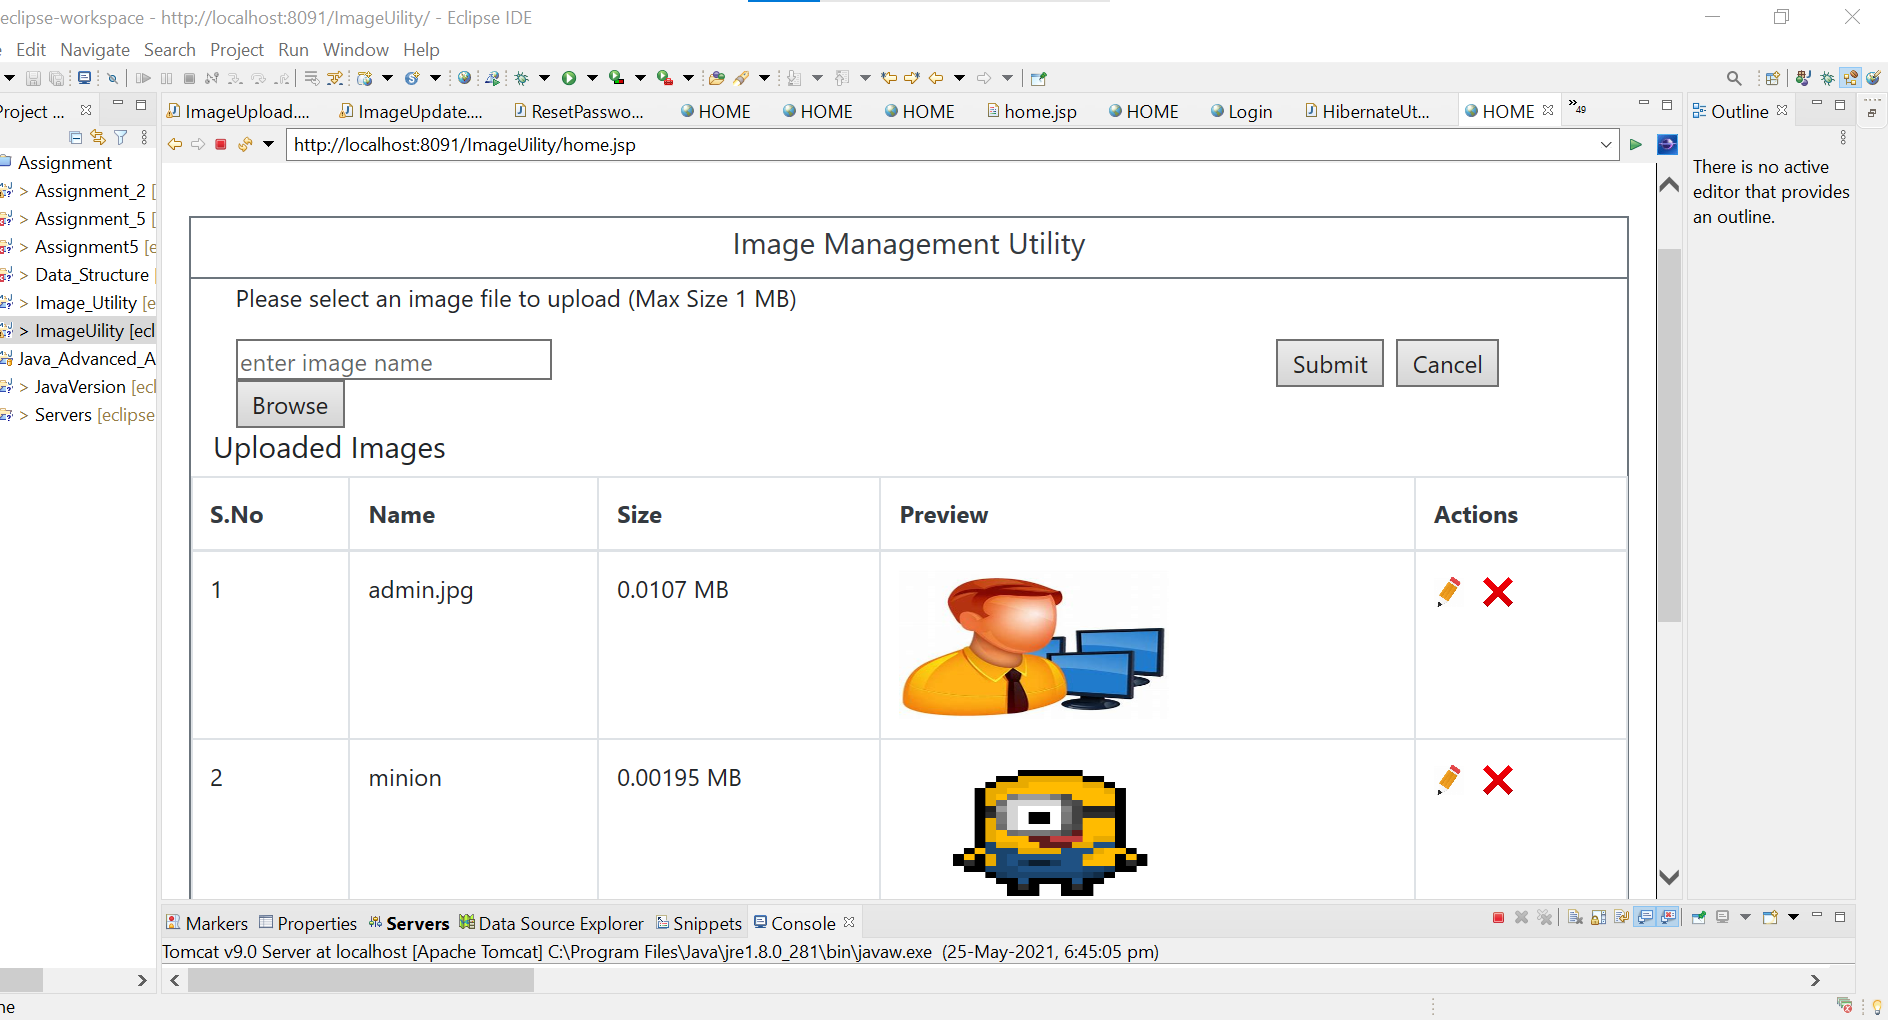 eclipse-workspace - http://localhost:8091/ImageUility/ - Eclipse IDE
Edit Navigate Search Project Run Window Help
Project ...
ImageUpload....
ImageUpdate....
ResetPasswo...
HOME
HOME
HOME
home.jsp
HOME
Login
HibernateUt...
HOME
»49
Outline
http://localhost:8091/ImageUility/home.jsp
Assignment
> Assignment_2 [
> Assignment_5 [
> Assignment5 [e
> Data_Structure [
> Image_Utility [e
> ImageUility [ecl
Java_Advanced_A
> JavaVersion [ecl
> Servers [eclipse
There is no active
editor that provides
an outline.
Image Management Utility
Please select an image file to upload (Max Size 1 MB)
enter image name
Submit Cancel
Browse
Uploaded Images
S.No Name Size Preview Actions
1 admin.jpg 0.0107 MB
2 minion 0.00195 MB
Markers Properties Servers Data Source Explorer Snippets Console
Tomcat v9.0 Server at localhost [Apache Tomcat] C:\Program Files\Java\jre1.8.0_281\bin\javaw.exe (25-May-2021, 6:45:05 pm)